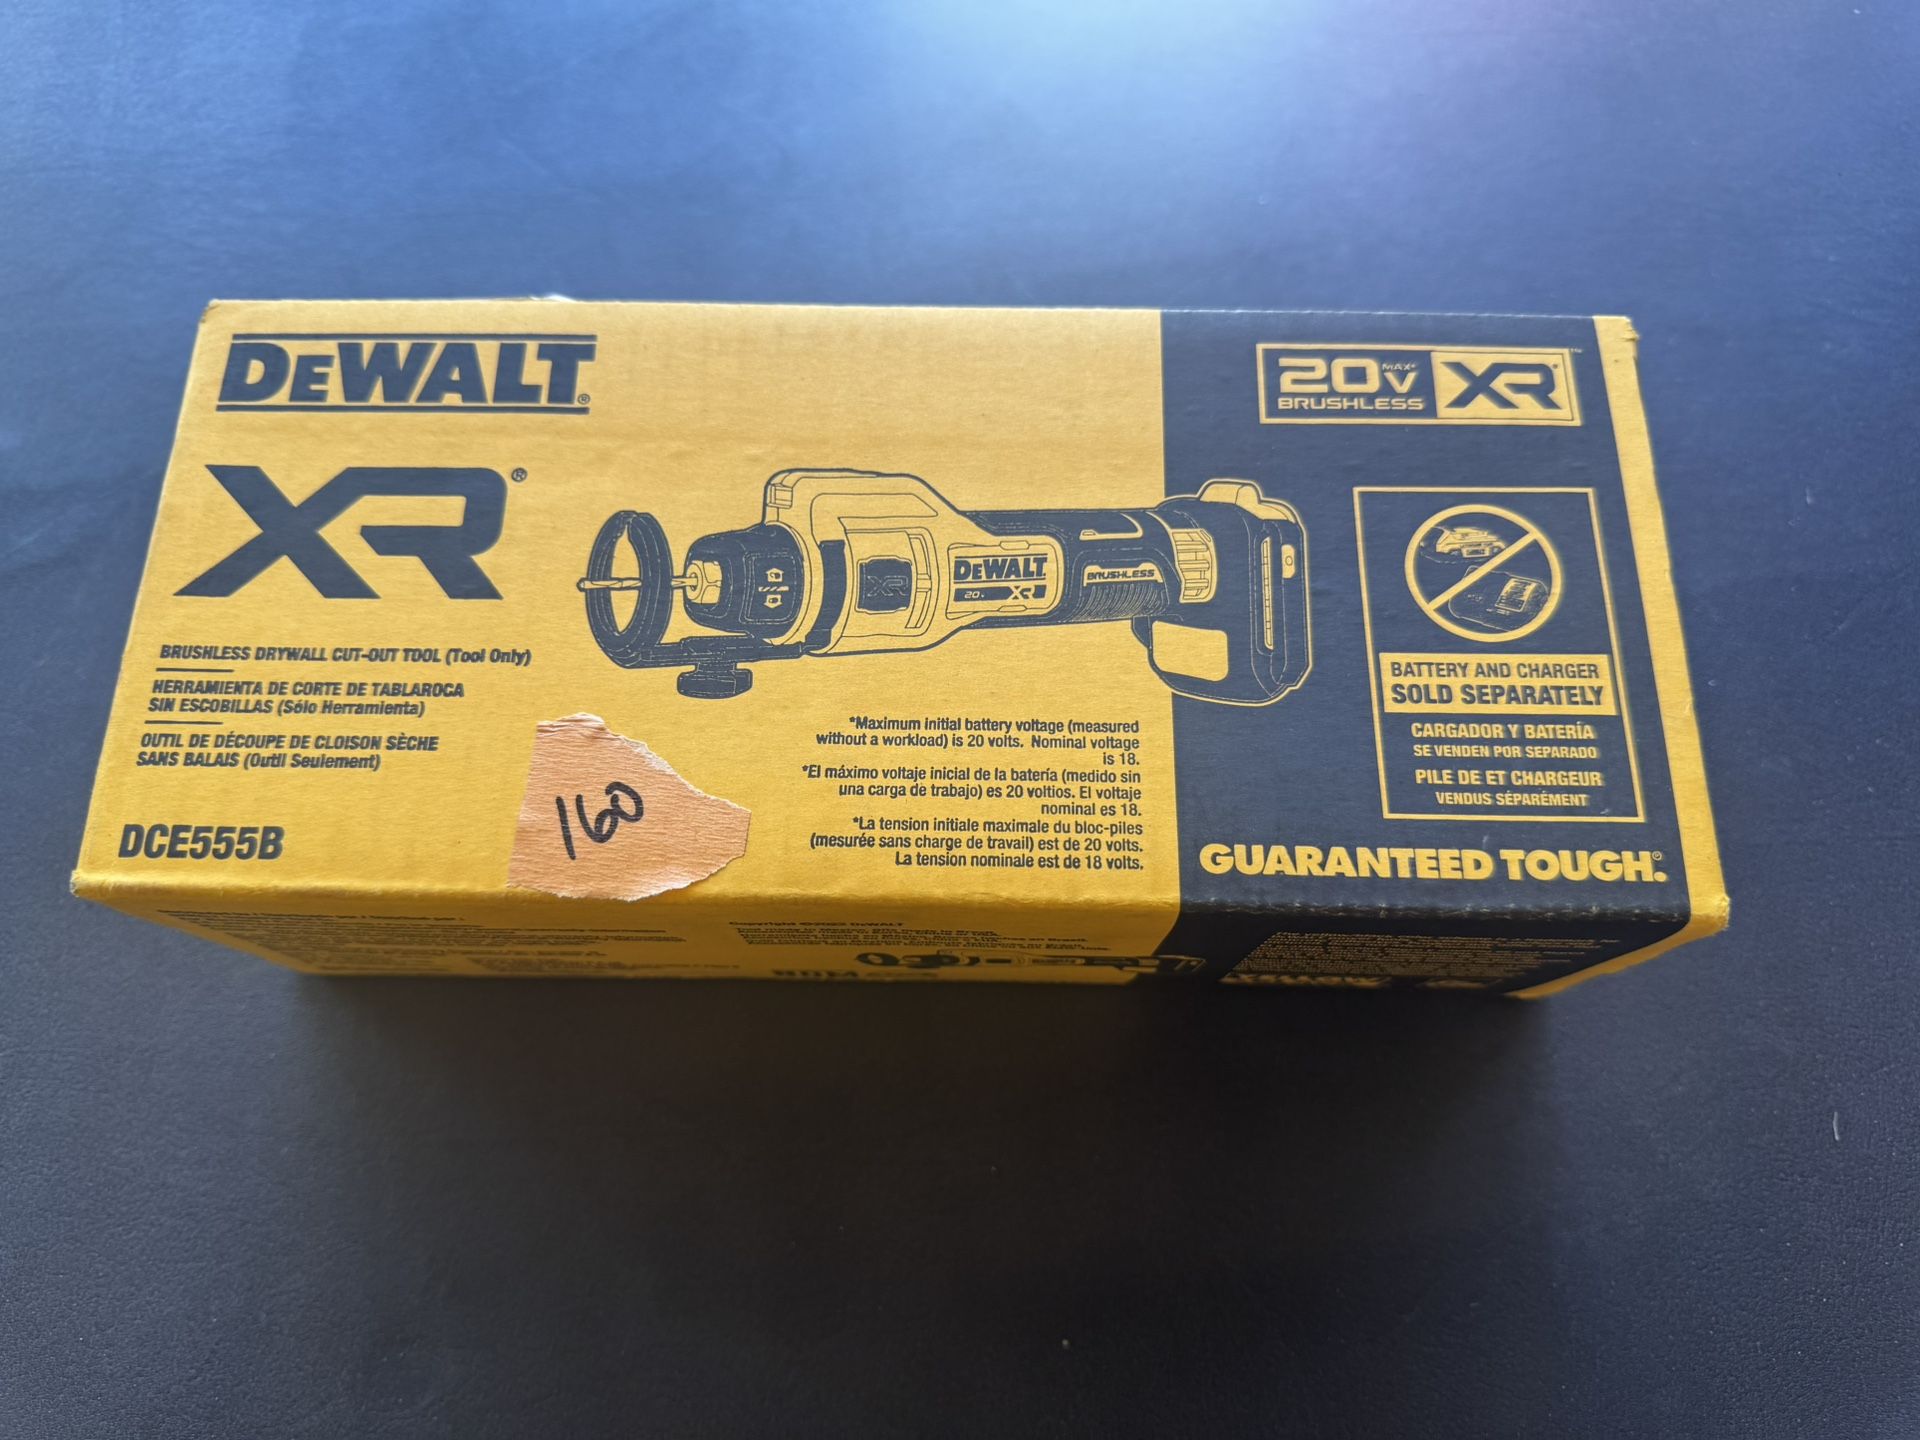 DEWALT®
XR®
BRUSHLESS DRYWALL CUT-OUT TOOL (Tool Only)
HERRAMIENTA DE CORTE DE TABLAROCA
SIN ESCOBILLAS (Sólo Herramienta)
OUTIL DE DÉCOUPE DE CLOISON SÈCHE
SANS BALAIS (Outil Seulement)
DCE555B
160
XR
DEWALT
20V XR
BRUSHLESS
*Maximum initial battery voltage (measured
without a workload) is 20 volts. Nominal voltage
is 18.
*El máximo voltaje inicial de la batería (medido sin
una carga de trabajo) es 20 voltios. El voltaje
nominal es 18.
*La tension initiale maximale du bloc-piles
(mesurée sans charge de travail) est de 20 volts.
La tension nominale est de 18 volts.
20V MAX* XR®
BRUSHLESS
BATTERY AND CHARGER
SOLD SEPARATELY
CARGADOR Y BATERÍA
SE VENDEN POR SEPARADO
PILE DE ET CHARGEUR
VENDUS SÉPARÉMENT
GUARANTEED TOUGH®.
DEWALT